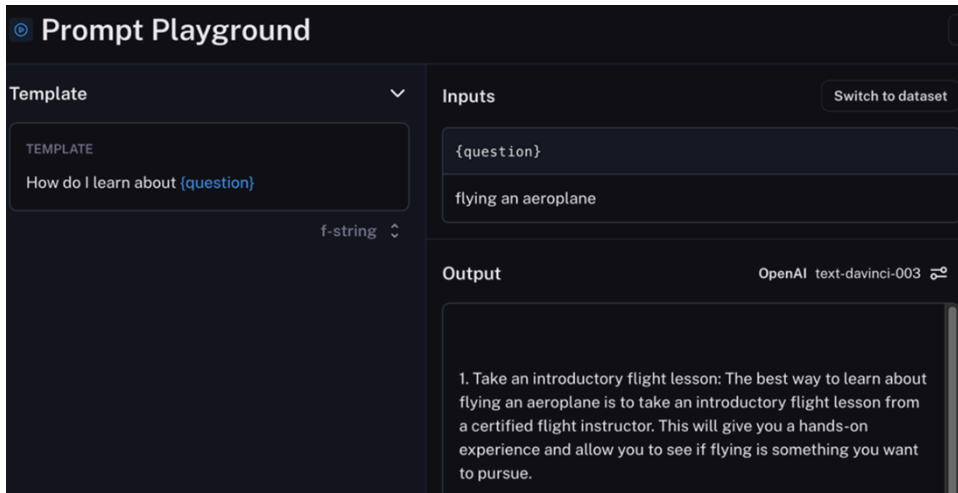 Prompt Playground
Template
TEMPLATE
How do I learn about {question}
f-string
Inputs
Switch to dataset
{question}
flying an aeroplane
Output
OpenAI text-davinci-003
1. Take an introductory flight lesson: The best way to learn about
flying an aeroplane is to take an introductory flight lesson from
a certified flight instructor. This will give you a hands-on
experience and allow you to see if flying is something you want
to pursue.